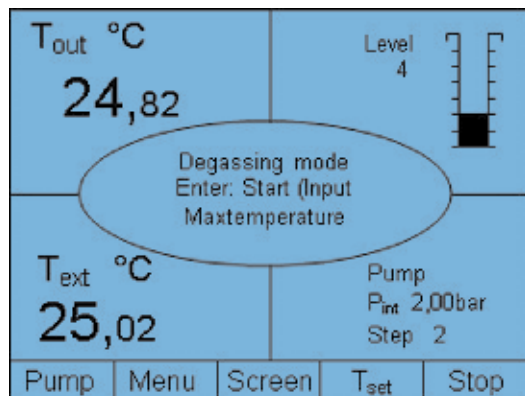 Tout °C
24,82
Level
4
Degassing mode
Enter: Start (Input
Maxtemperature
Text °C
25,02
Pump
Pint 2,00bar
Step 2
Pump Menu Screen Tset Stop